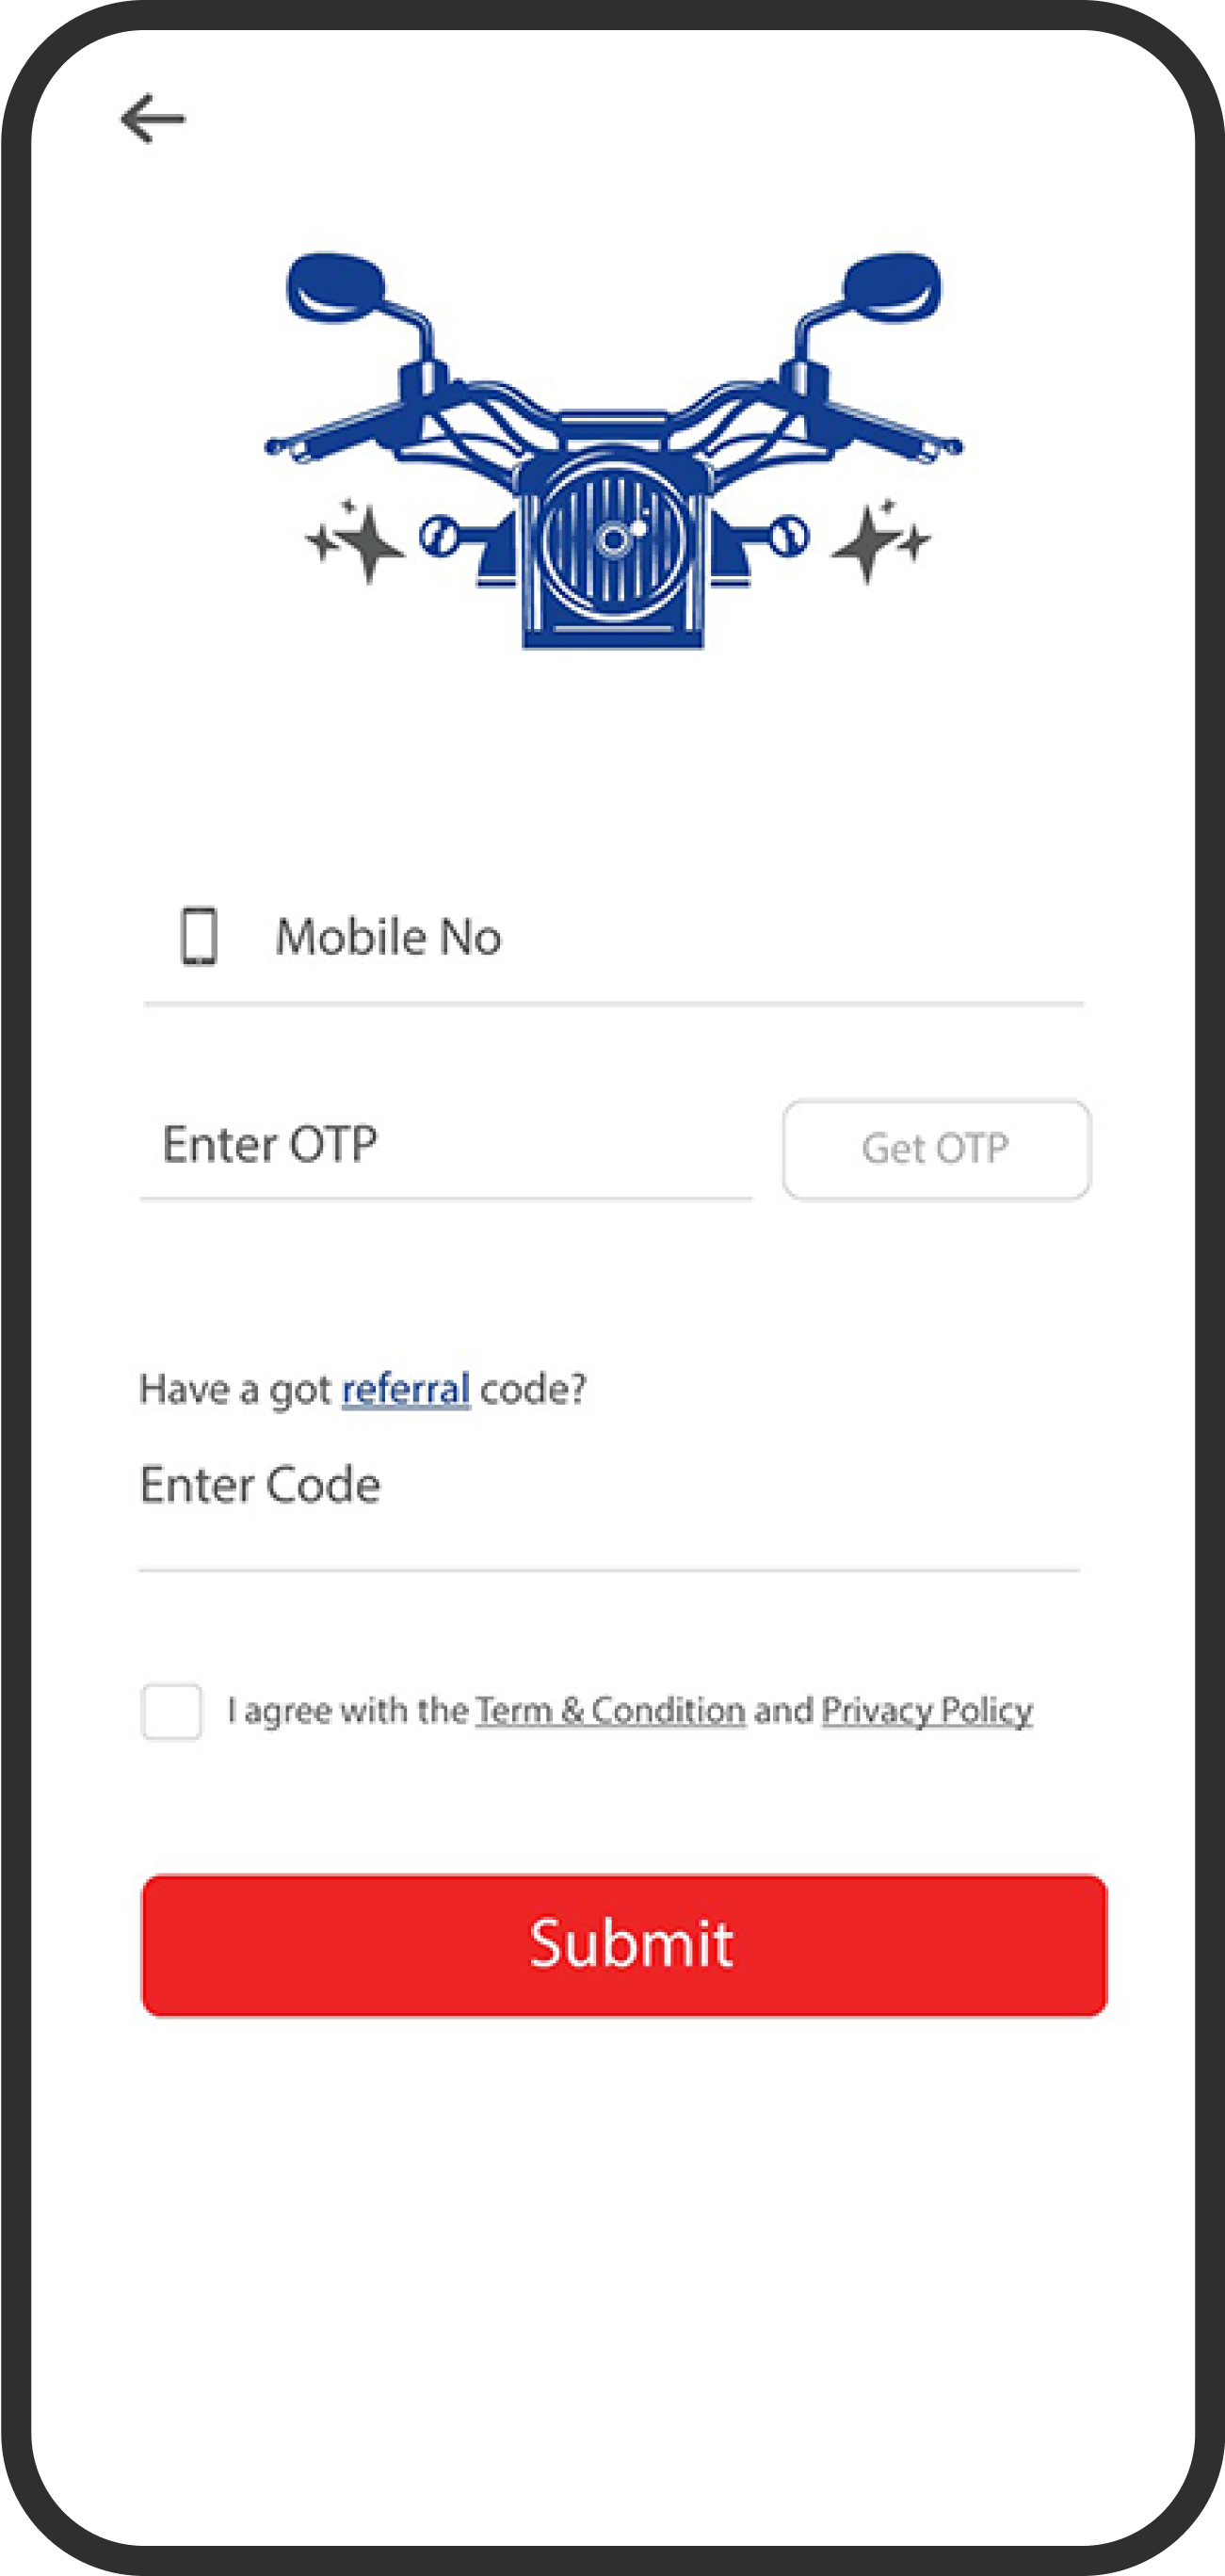 Mobile No
Enter OTP
Get OTP
Have a got referral code?
Enter Code
I agree with the Term & Condition and Privacy Policy
Submit